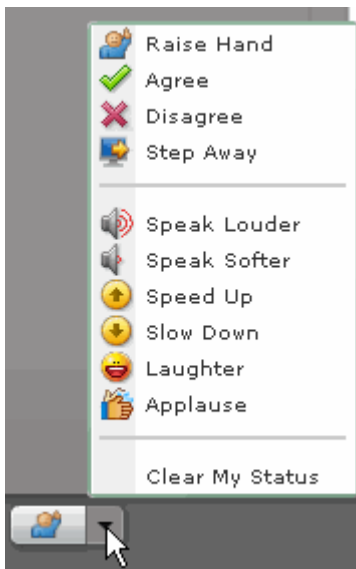 Raise Hand
Agree
Disagree
Step Away
Speak Louder
Speak Softer
Speed Up
Slow Down
Laughter
Applause
Clear My Status